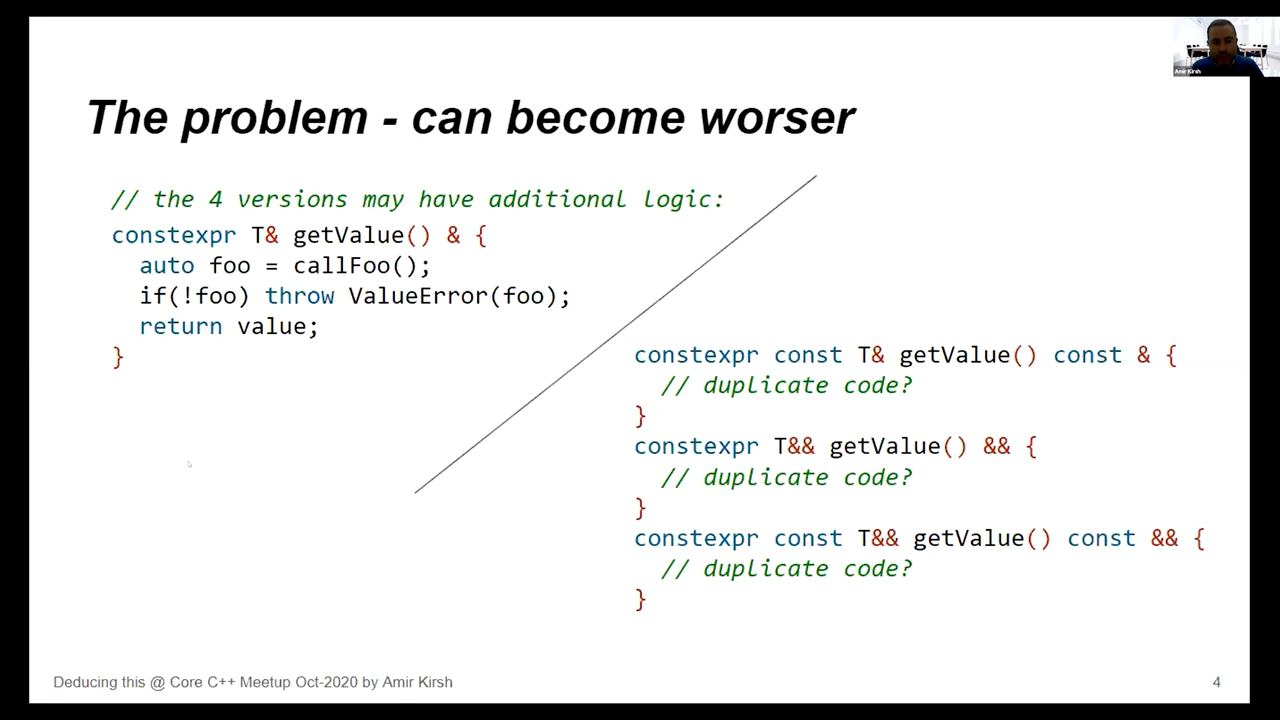 Amir Kirsh
The problem - can become worser
// the 4 versions may have additional logic:
constexpr T& getValue() & {
auto foo = callFoo();
if(!foo) throw ValueError(foo);
return value;
}
constexpr const T& getValue() const & {
// duplicate code?
}
constexpr T&& getValue() && {
// duplicate code?
}
constexpr const T&& getValue() const && {
// duplicate code?
}
Deducing this @ Core C++ Meetup Oct-2020 by Amir Kirsh
4